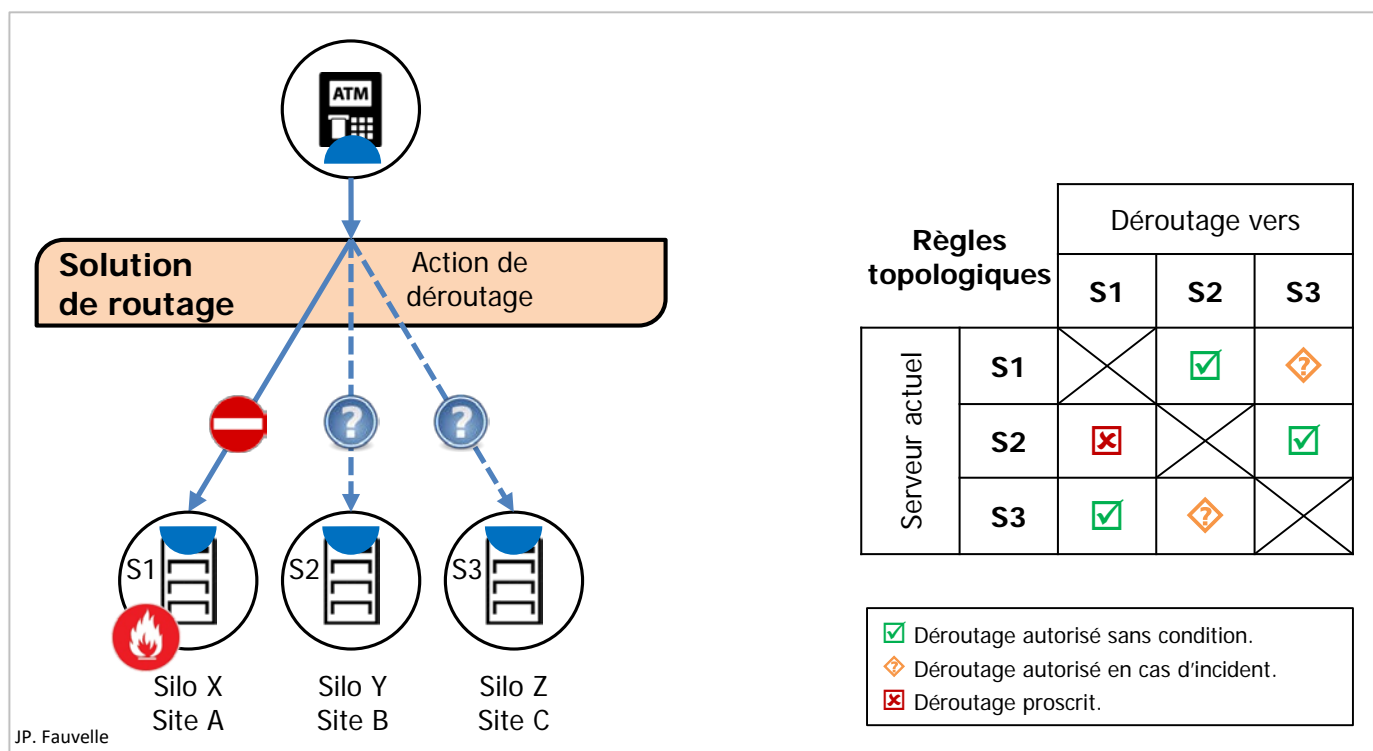 ATM
Solution
de routage
Action de
déroutage
S1
S2
S3
Silo X
Site A
Silo Y
Site B
Silo Z
Site C
JP. Fauvelle
Règles
topologiques
Déroutage vers
S1
S2
S3
Serveur actuel
S1
?
S2
S3
?
?
?
Déroutage autorisé sans condition.
? Déroutage autorisé en cas d'incident.
Déroutage proscrit.